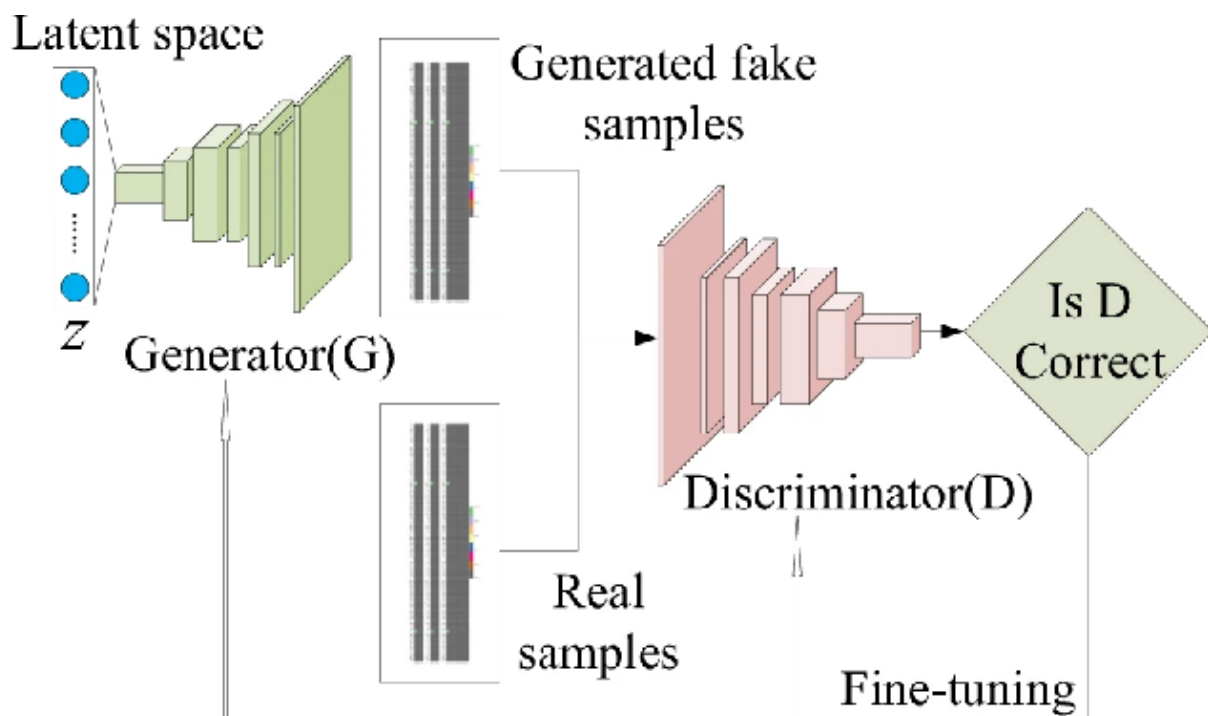 Latent space
Generated fake
samples
z
Generator(G)
Is D
Correct
Discriminator(D)
Real
samples
Fine-tuning